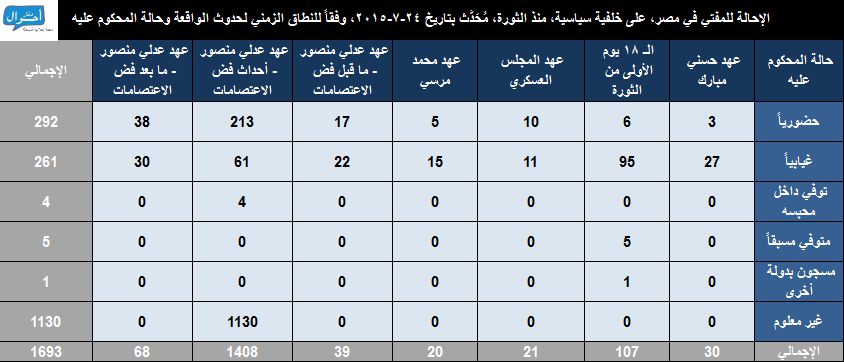 الإحالة للمفتي في مصر، على خلفية سياسية، منذ الثورة، مُحَدَّث بتاريخ ٢٤-٧-٢٠١٥، وفقاً للنطاق الزمني لحدوث الواقعة وحالة المحكوم عليه
حالة المحكوم عليه | عهد حسني مبارك | الـ ١٨ يوم الأولى من الثورة | عهد المجلس العسكري | عهد محمد مرسي | عهد عدلي منصور - ما قبل فض الاعتصامات | عهد عدلي منصور - أحداث فض الاعتصامات | عهد عدلي منصور - ما بعد فض الاعتصامات | الإجمالي
حضورياً | 3 | 6 | 10 | 5 | 17 | 213 | 38 | 292
غيابياً | 27 | 95 | 11 | 15 | 22 | 61 | 30 | 261
توفي داخل محبسه | 0 | 0 | 0 | 0 | 0 | 4 | 0 | 4
متوفي مسبقاً | 0 | 5 | 0 | 0 | 0 | 0 | 0 | 5
مسجون بدولة أخرى | 0 | 1 | 0 | 0 | 0 | 0 | 0 | 1
غير معلوم | 0 | 0 | 0 | 0 | 0 | 1130 | 0 | 1130
الإجمالي | 30 | 107 | 21 | 20 | 39 | 1408 | 68 | 1693